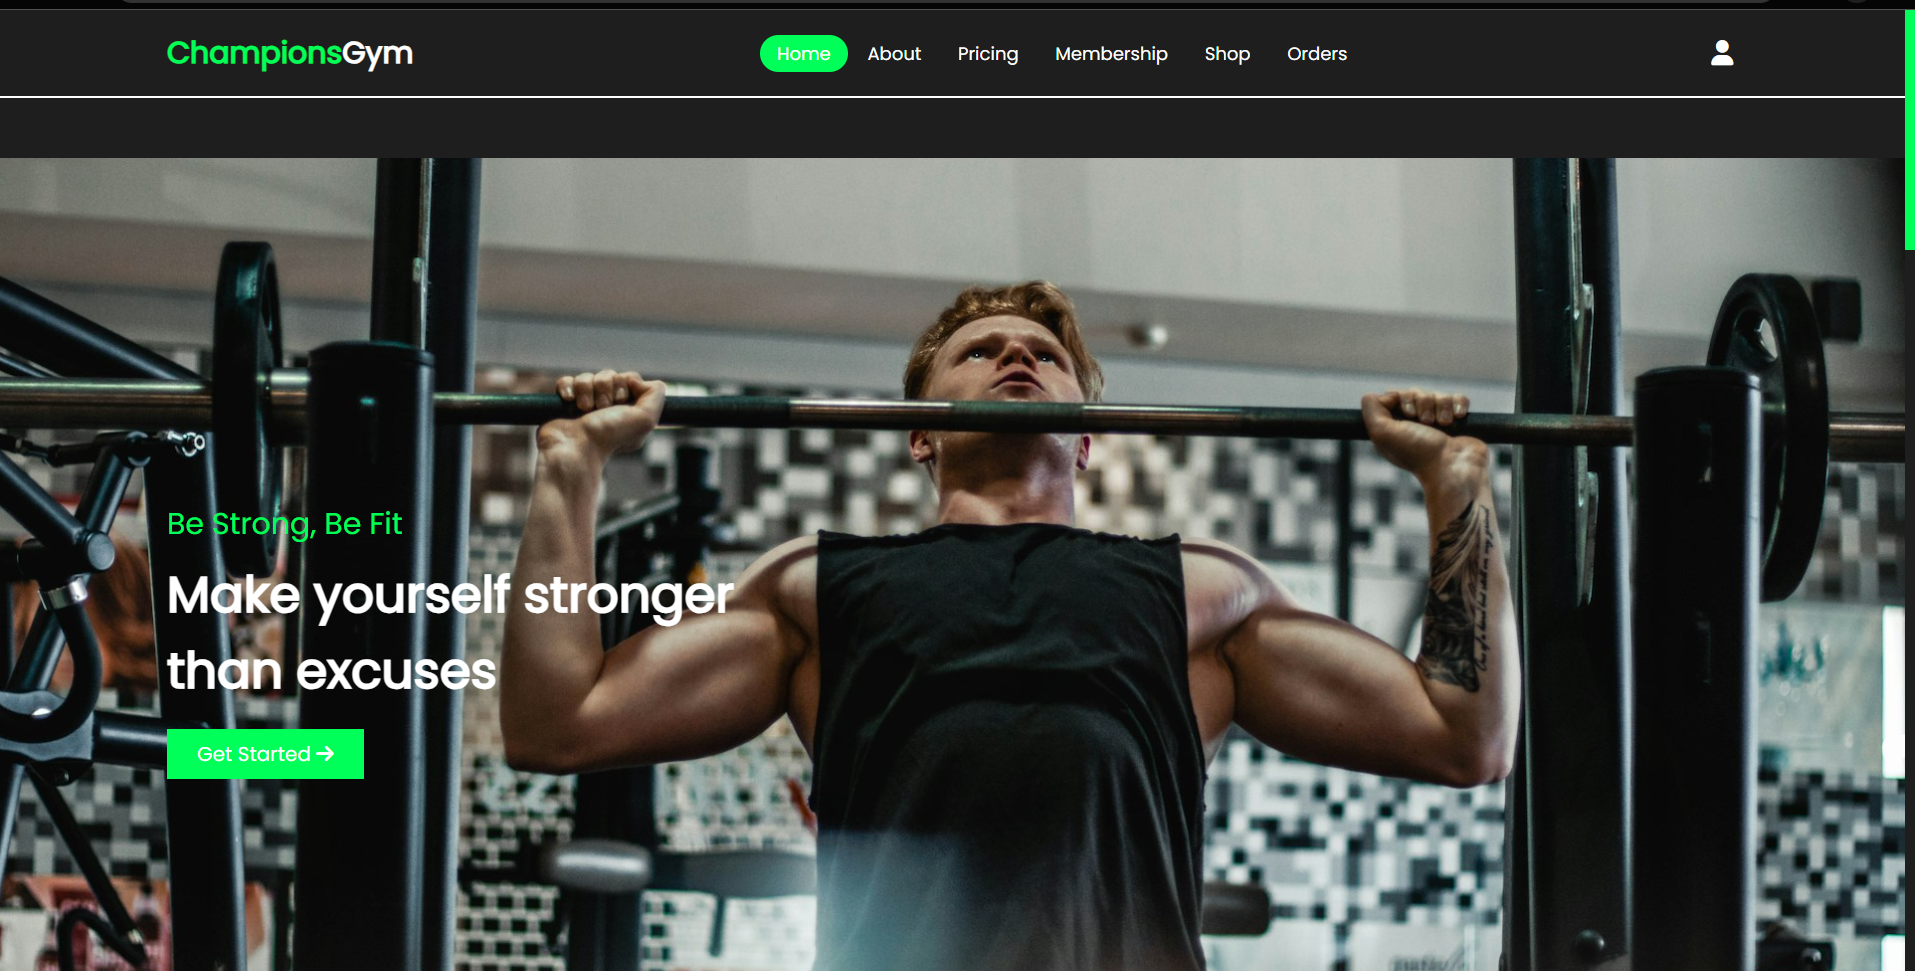 ChampionsGym
Home About Pricing Membership Shop Orders
Be Strong, Be Fit
Make yourself stronger
than excuses
Get Started →